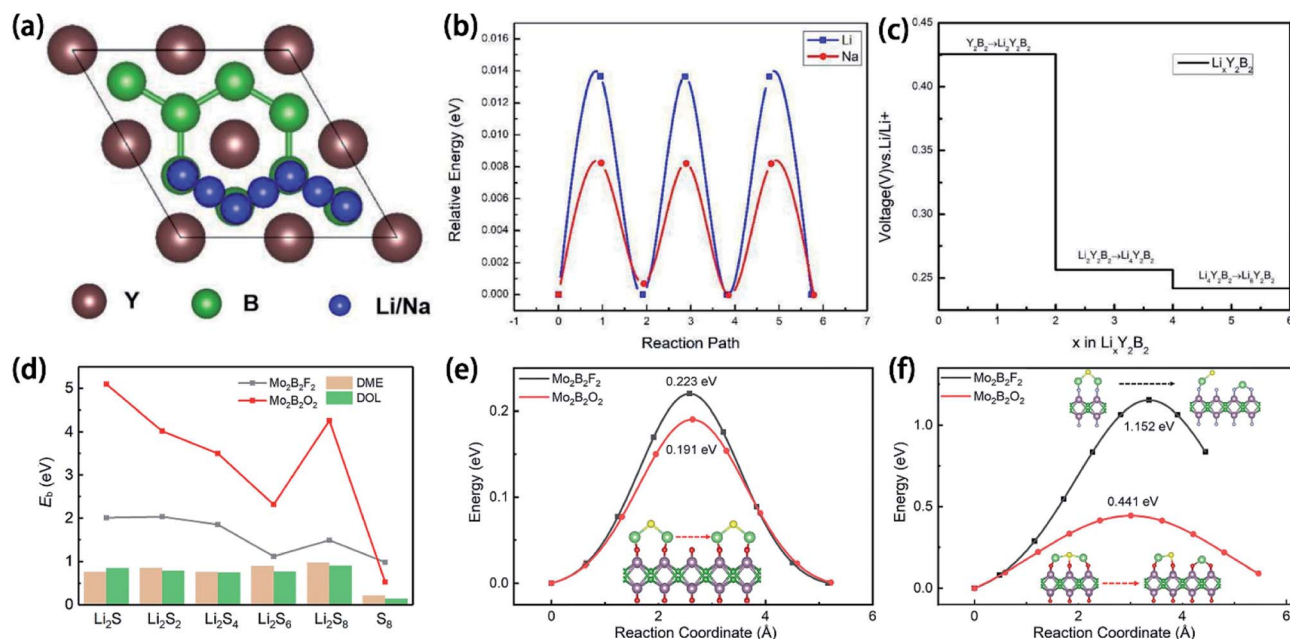 (a)
Y
B
Li/Na
(b)
Li
Na
Relative Energy (eV)
0.016
0.014
0.012
0.010
0.008
0.006
0.004
0.002
0.000
-1 0 1 2 3 4 5 6 7
Reaction Path
(c)
Voltage(V)vs.Li/Li+
0.45
0.40
0.35
0.30
0.25
Y₂B₂→Li₂Y₂B₂
LiₓY₂B₂
Li₂Y₂B₂→Li₄Y₂B₂
Li₄Y₂B₂→Li₆Y₂B₂
0 1 2 3 4 5 6
x in LiₓY₂B₂
(d)
Mo₂B₂F₂
Mo₂B₂O₂
DME
DOL
E_b (eV)
5
4
3
2
1
0
Li₂S Li₂S₂ Li₂S₄ Li₂S₆ Li₂S₈ S₈
(e)
Mo₂B₂F₂
Mo₂B₂O₂
0.223 eV
0.191 eV
Energy (eV)
0.2
0.1
0.0
0 2 4 6
Reaction Coordinate (Å)
(f)
Mo₂B₂F₂
Mo₂B₂O₂
1.152 eV
0.441 eV
Energy (eV)
1.0
0.5
0.0
0 2 4 6
Reaction Coordinate (Å)